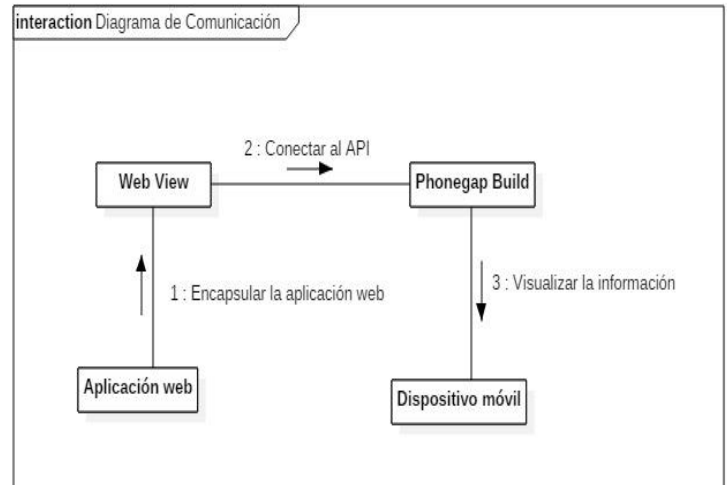 interaction Diagrama de Comunicación
2 : Conectar al API
Web View
Phonegap Build
1 : Encapsular la aplicación web
3 : Visualizar la información
Aplicación web
Dispositivo móvil